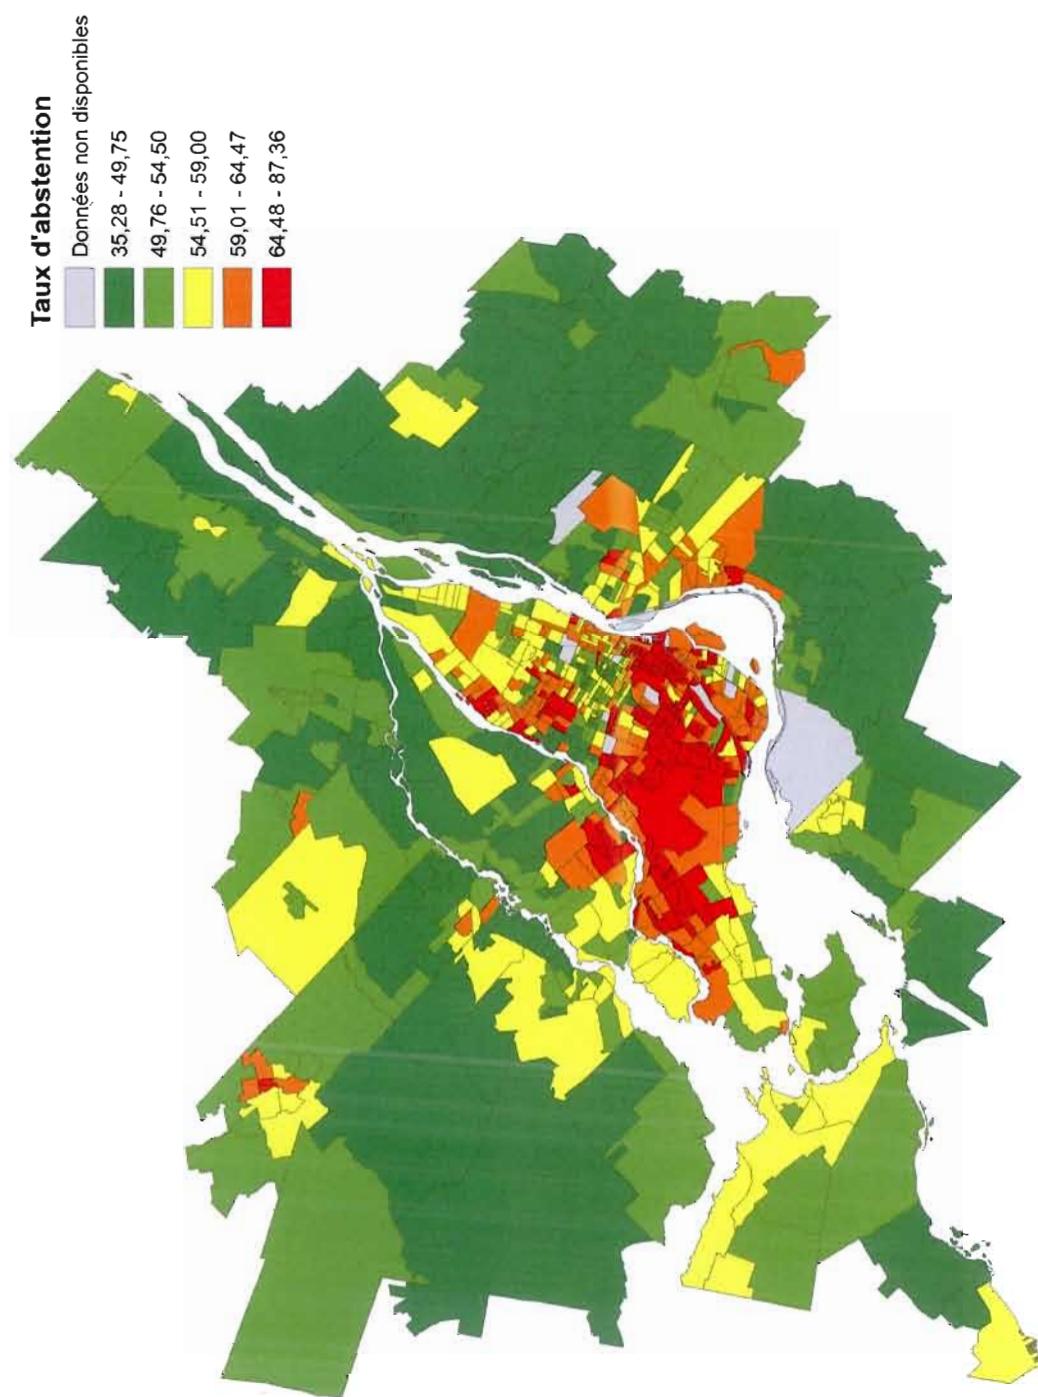 Taux d'abstention
Données non disponibles
35,28 - 49,75
49,76 - 54,50
54,51 - 59,00
59,01 - 64,47
64,48 - 87,36